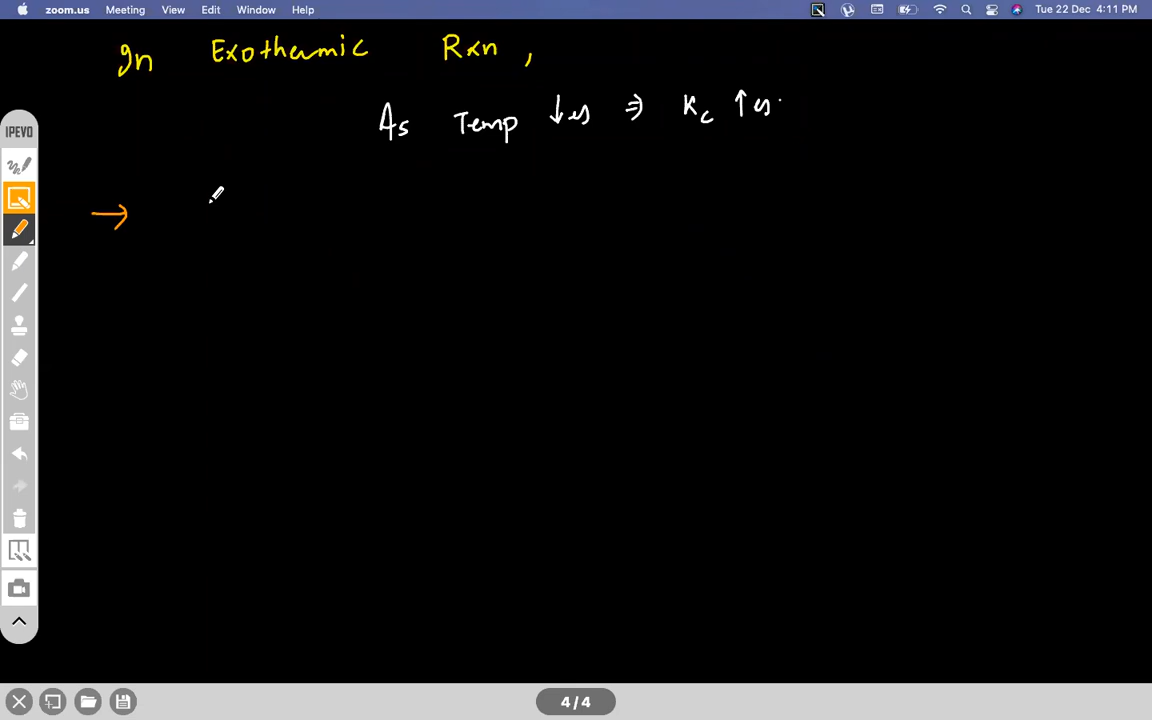 zoom.us Meeting View Edit Window Help Tue 22 Dec 4:11 PM
In Exothermic Rxn,
As Temp ↓es ⇒ Kc ↑es.
IPEVO
→
4/4